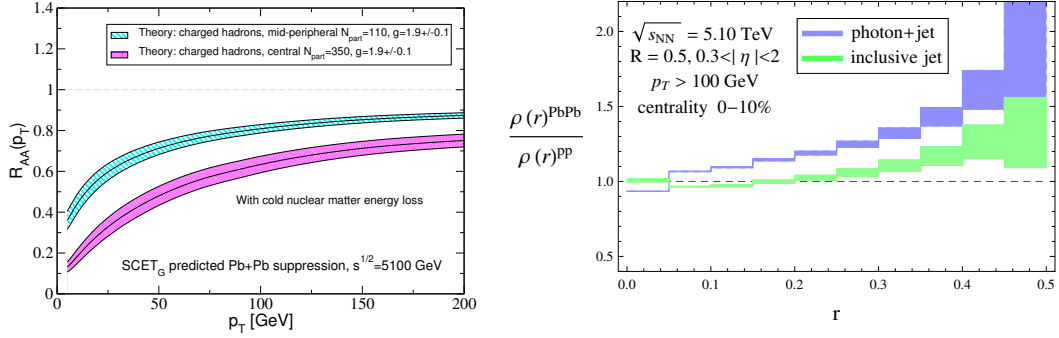 1.4
1.2
1
0.8
0.6
0.4
0.2
0
R_AA(p_T)
Theory: charged hadrons, mid-peripheral N_part=110, g=1.9+/-0.1
Theory: charged hadrons, central N_part=350, g=1.9+/-0.1
With cold nuclear matter energy loss
SCET_G predicted Pb+Pb suppression, s^1/2=5100 GeV
0 50 100 150 200
p_T [GeV]
ρ (r)^PbPb
ρ (r)^pp
2.0
1.5
1.0
0.5
√s_NN = 5.10 TeV
R = 0.5, 0.3<| η |<2
p_T > 100 GeV
centrality 0−10%
photon+jet
inclusive jet
0.0 0.1 0.2 0.3 0.4 0.5
r